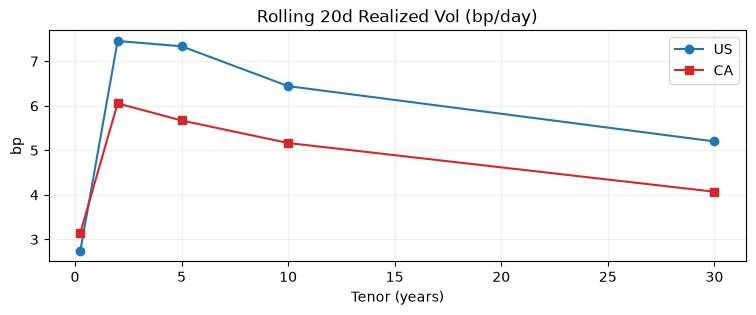 Rolling 20d Realized Vol (bp/day)
US
CA
7
6
5
4
3
bp
0 5 10 15 20 25 30
Tenor (years)